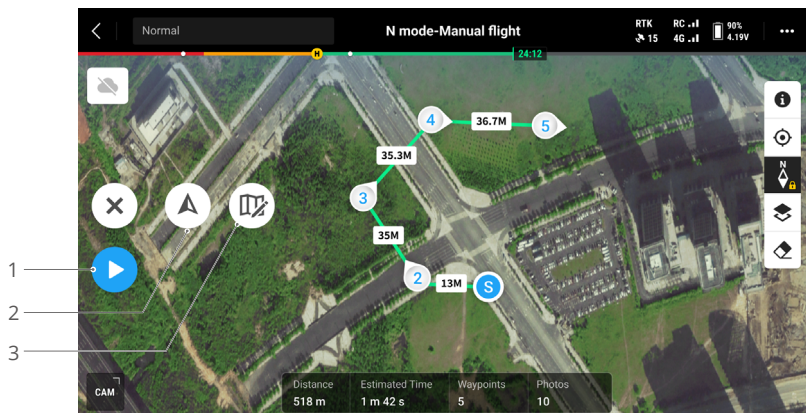 Normal
N mode-Manual flight
RTK
15
RC
4G
90%
4.19V
H
24:12
4
36.7M
5
35.3M
N
3
35M
2
13M
S
1
2
3
CAM
Distance
518 m
Estimated Time
1 m 42 s
Waypoints
5
Photos
10